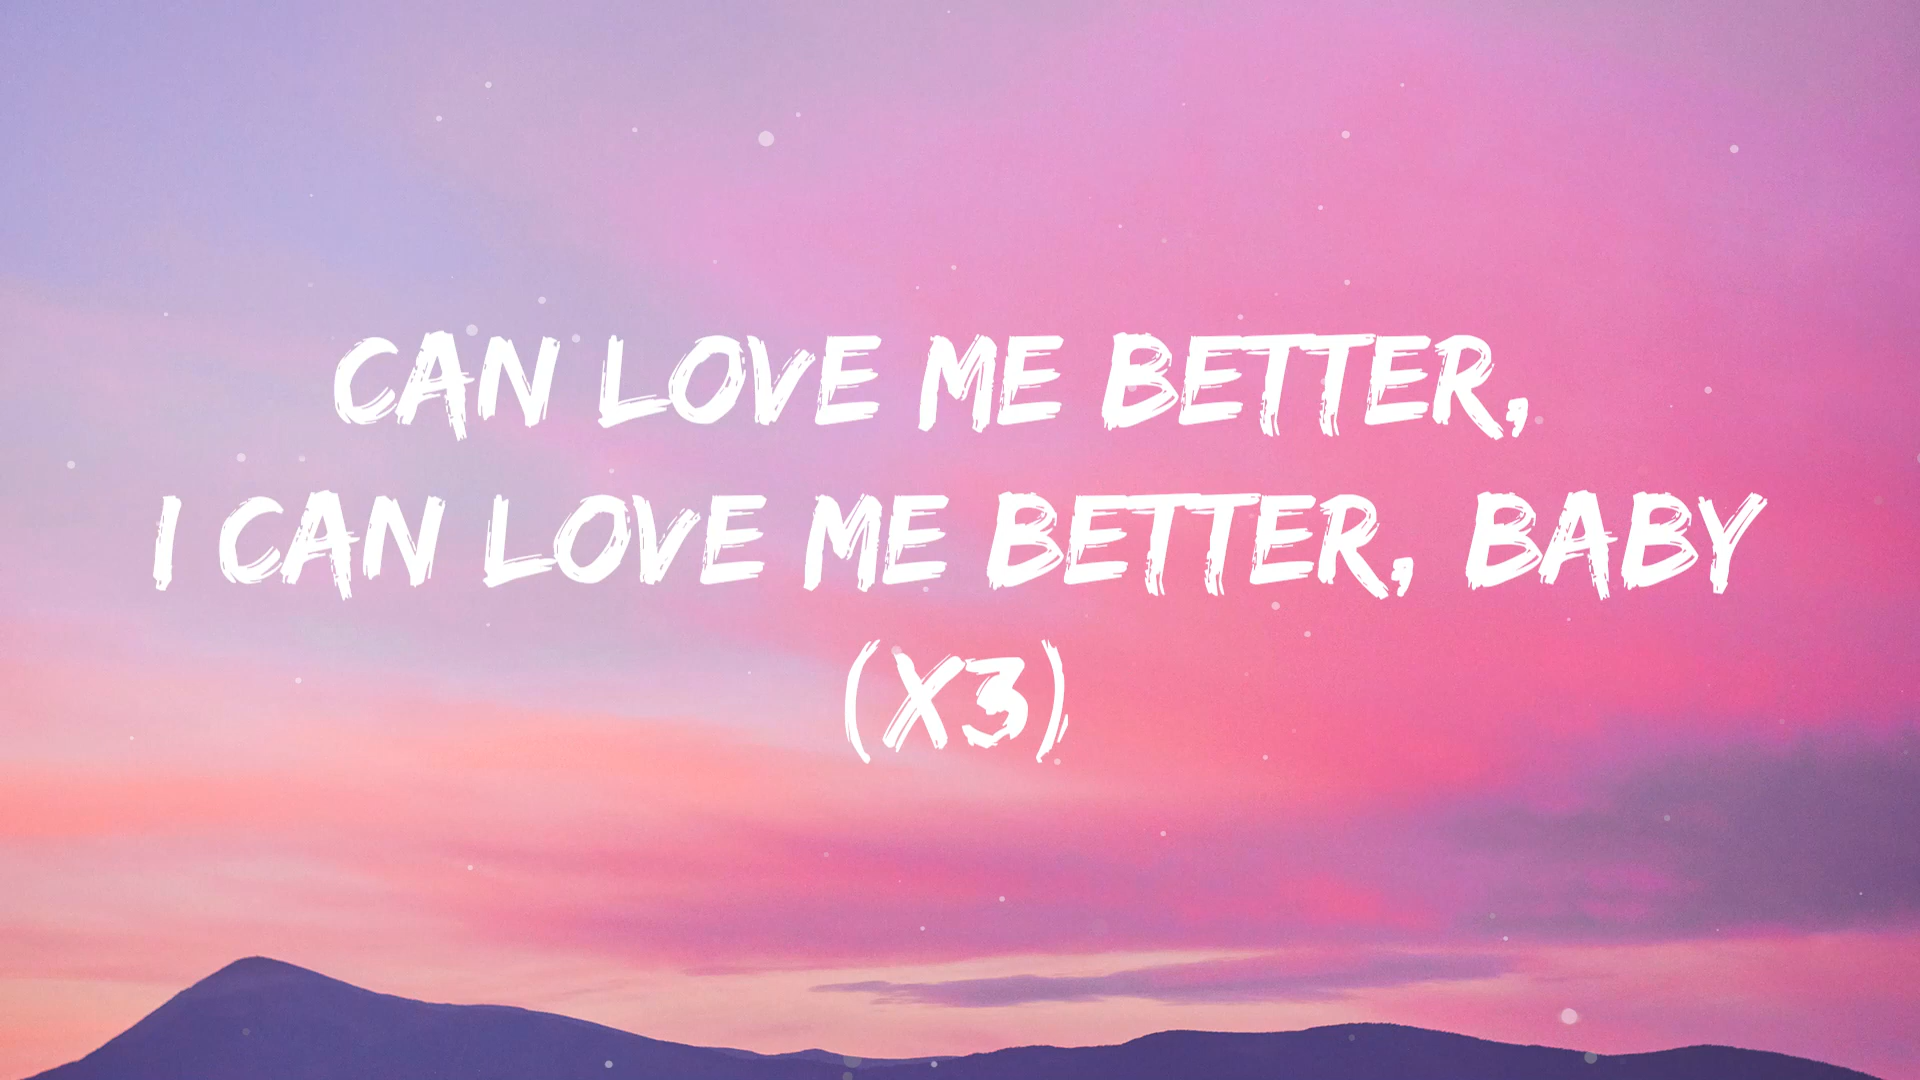 CAN LOVE ME BETTER,
I CAN LOVE ME BETTER, BABY
(X3)